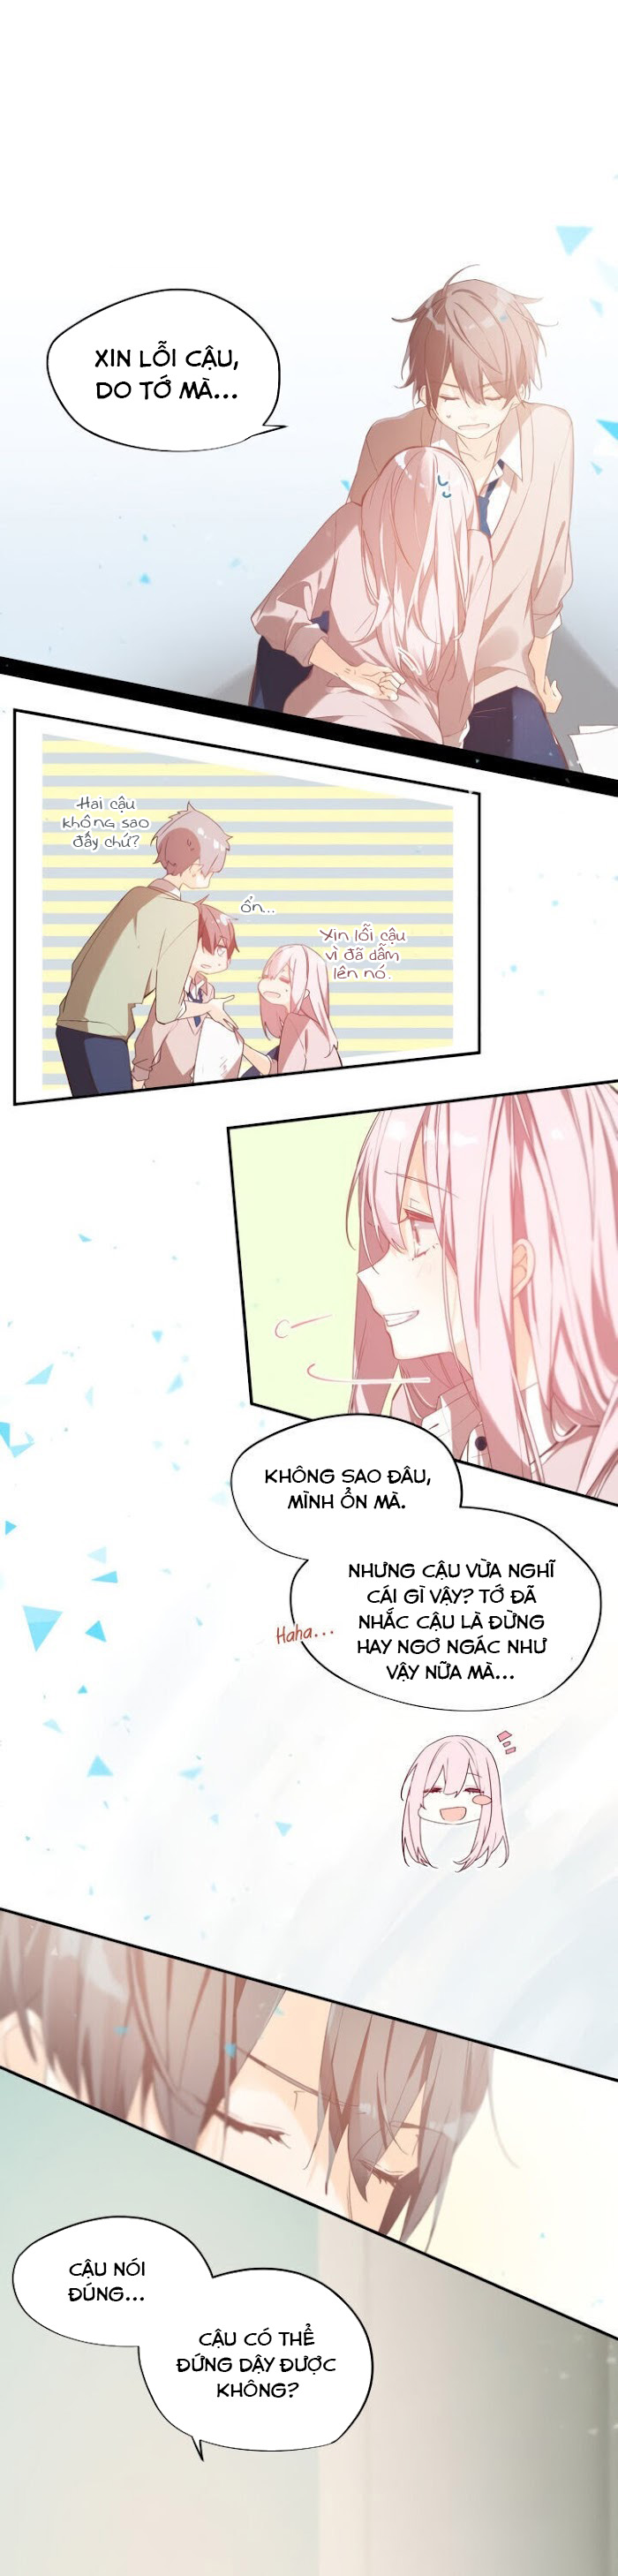 XIN LỖI CẬU,
DO TỚ MÀ...
Hai cậu
không sao
đấy chứ?
ổn...
Xin lỗi cậu
vì đã dẫm
lên nó.
KHÔNG SAO ĐÂU,
MÌNH ỔN MÀ.
NHƯNG CẬU VỪA NGHĨ
CÁI GÌ VẬY? TỚ ĐÃ
NHẮC CẬU LÀ ĐỪNG
HAY NGƠ NGÁC NHƯ
VẬY NỮA MÀ...
Haha...
CẬU NÓI
ĐÚNG...
CẬU CÓ THỂ
ĐỨNG DẬY ĐƯỢC
KHÔNG?